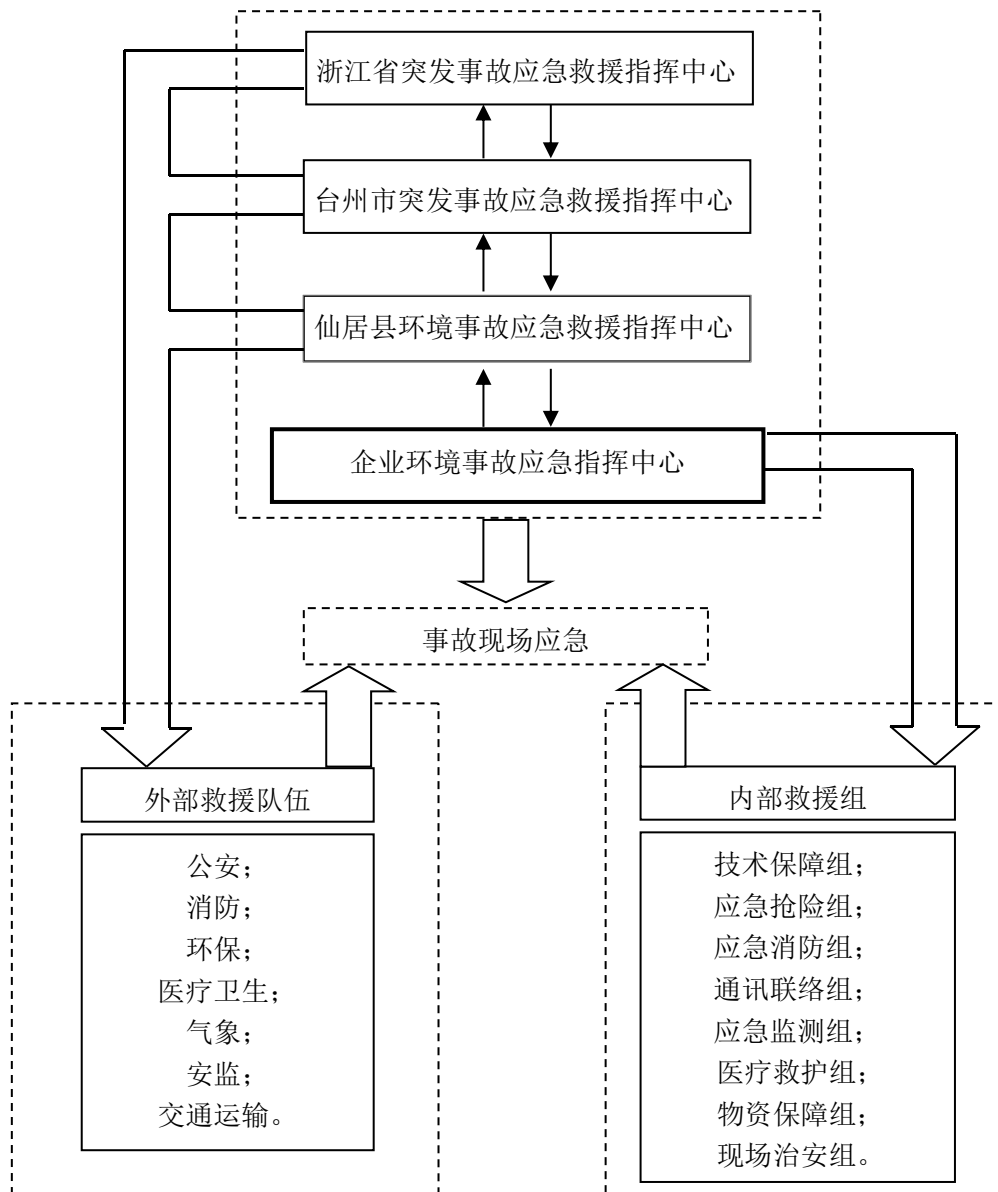 浙江省突发事故应急救援指挥中心
台州市突发事故应急救援指挥中心
仙居县环境事故应急救援指挥中心
企业环境事故应急指挥中心
事故现场应急
外部救援队伍
公安；
消防；
环保；
医疗卫生；
气象；
安监；
交通运输。
内部救援组
技术保障组；
应急抢险组；
应急消防组；
通讯联络组；
应急监测组；
医疗救护组；
物资保障组；
现场治安组。